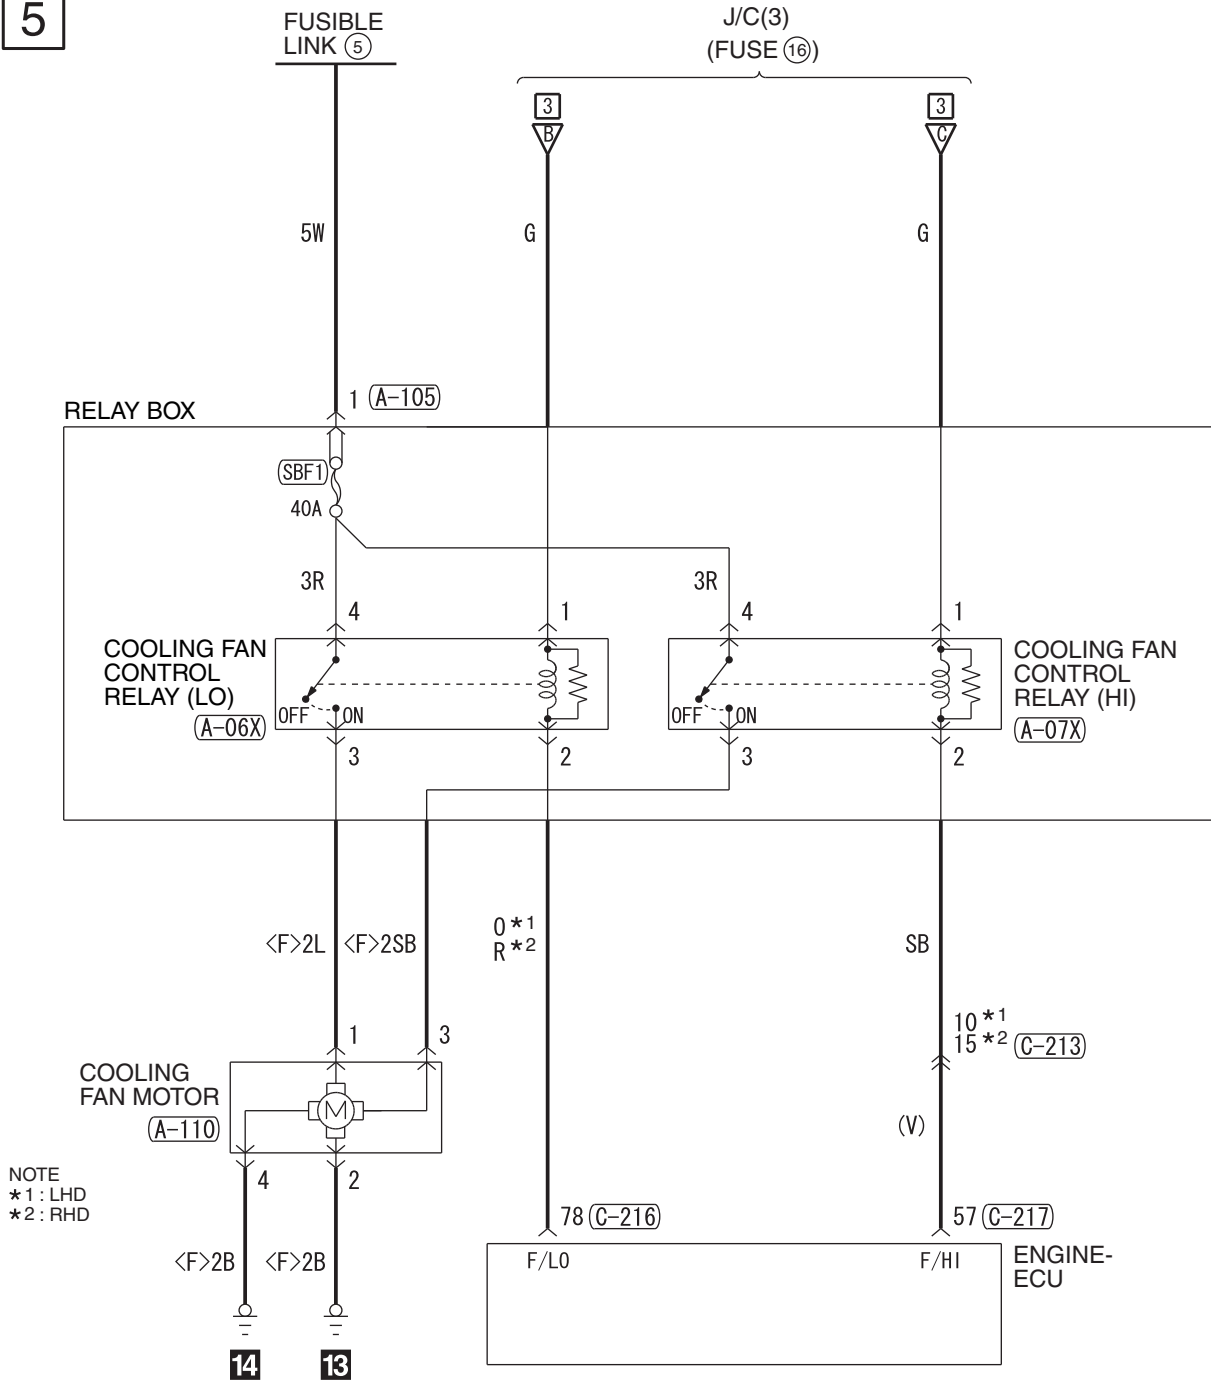 5
FUSIBLE
LINK ⑤
J/C(3)
(FUSE ⑯)
3
B
3
C
5W
G
G
1 A-105
RELAY BOX
SBF1
40A
3R
3R
4
1
4
1
COOLING FAN
CONTROL
RELAY (LO)
A-06X
OFF
ON
OFF
ON
COOLING FAN
CONTROL
RELAY (HI)
A-07X
3
2
3
2
<F>2L
<F>2SB
O*1
R*2
SB
10*1
15*2 C-213
1
3
COOLING
FAN MOTOR
A-110
M
(V)
4
2
NOTE
*1 : LHD
*2 : RHD
78 C-216
57 C-217
<F>2B
<F>2B
F/LO
F/HI
ENGINE-
ECU
14
13